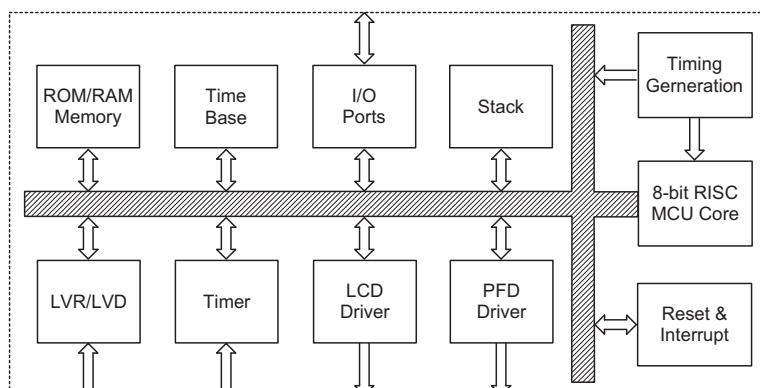 ROM/RAM
Memory
Time
Base
I/O
Ports
Stack
Timing
Gerneration
8-bit RISC
MCU Core
LVR/LVD
Timer
LCD
Driver
PFD
Driver
Reset &
Interrupt